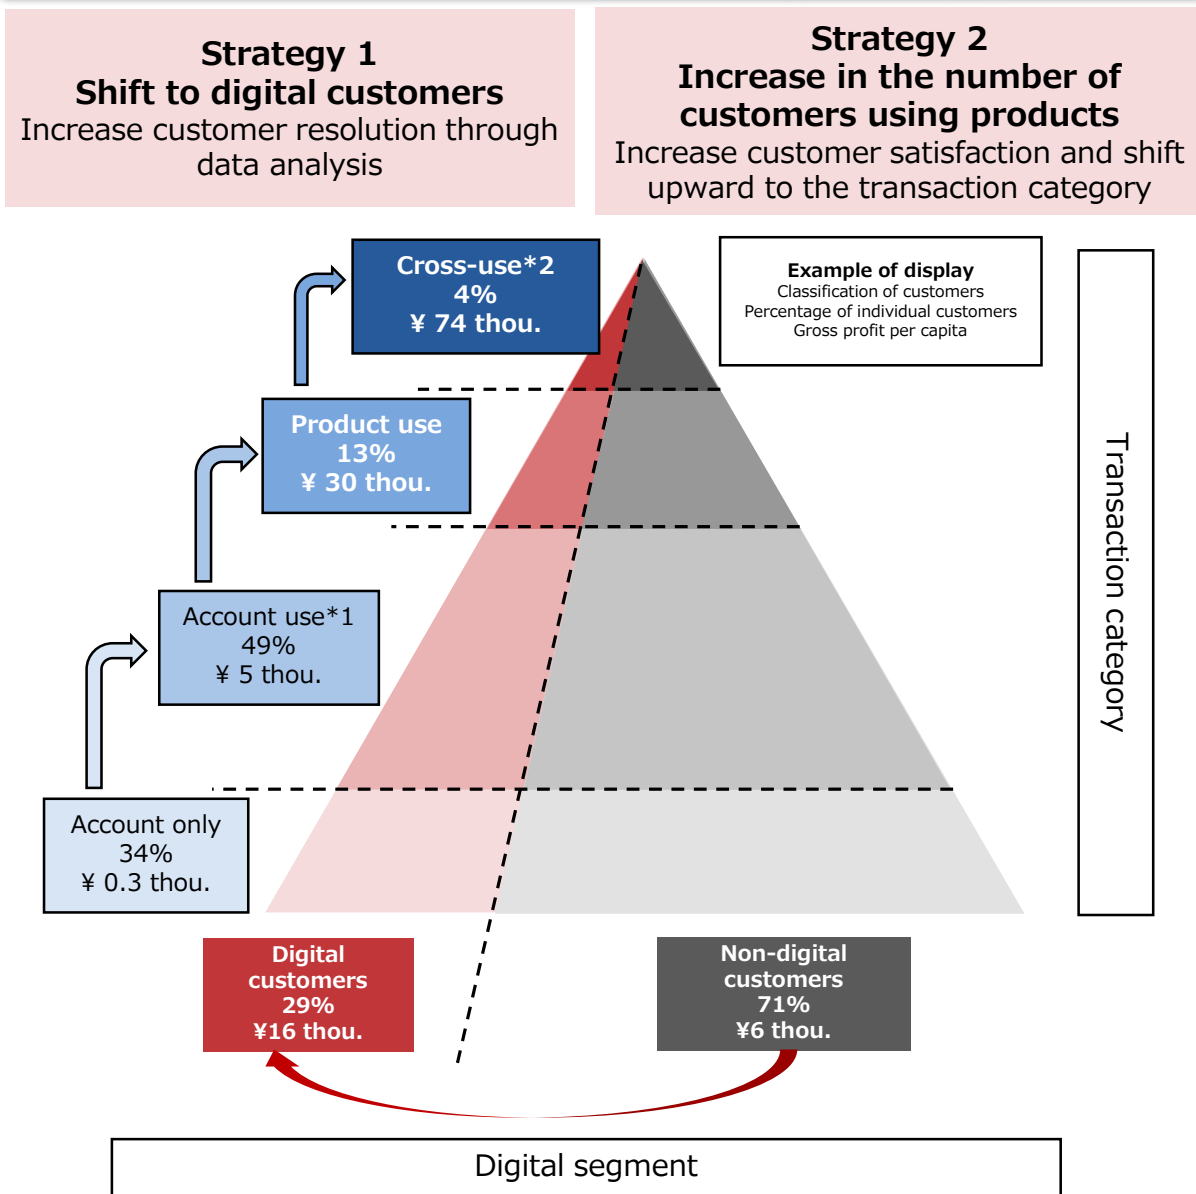 Strategy 1
Shift to digital customers
Increase customer resolution through
data analysis
Strategy 2
Increase in the number of
customers using products
Increase customer satisfaction and shift
upward to the transaction category
Cross-use*2
4%
¥ 74 thou.
Example of display
Classification of customers
Percentage of individual customers
Gross profit per capita
Product use
13%
¥ 30 thou.
Account use*1
49%
¥ 5 thou.
Account only
34%
¥ 0.3 thou.
Transaction category
Digital
customers
29%
¥16 thou.
Non-digital
customers
71%
¥6 thou.
Digital segment